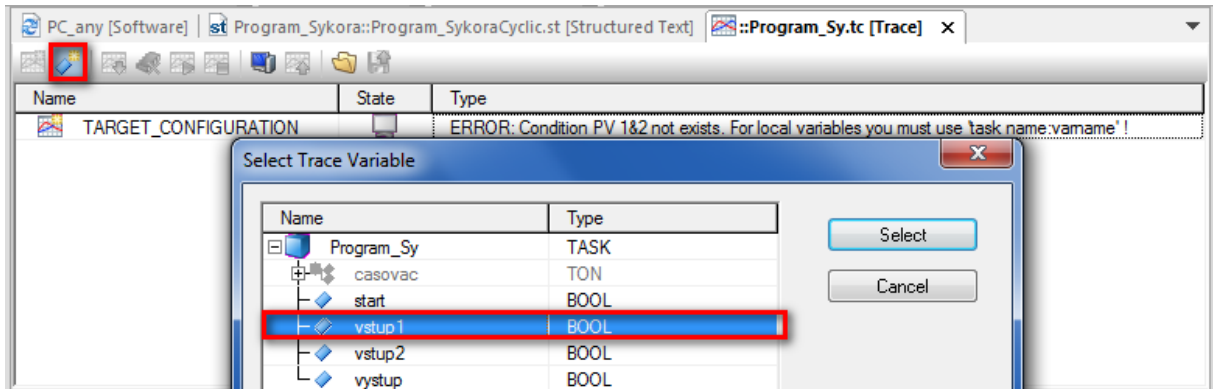 PC_any [Software] st Program_Sykora::Program_SykoraCyclic.st [Structured Text] ::Program_Sy.tc [Trace] x
Name State Type
TARGET_CONFIGURATION ERROR: Condition PV 1&2 not exists. For local variables you must use 'task name:varname' !
Select Trace Variable x
Name Type
Program_Sy TASK
casovac TON
start BOOL
vstup1 BOOL
vstup2 BOOL
vystup BOOL
Select
Cancel